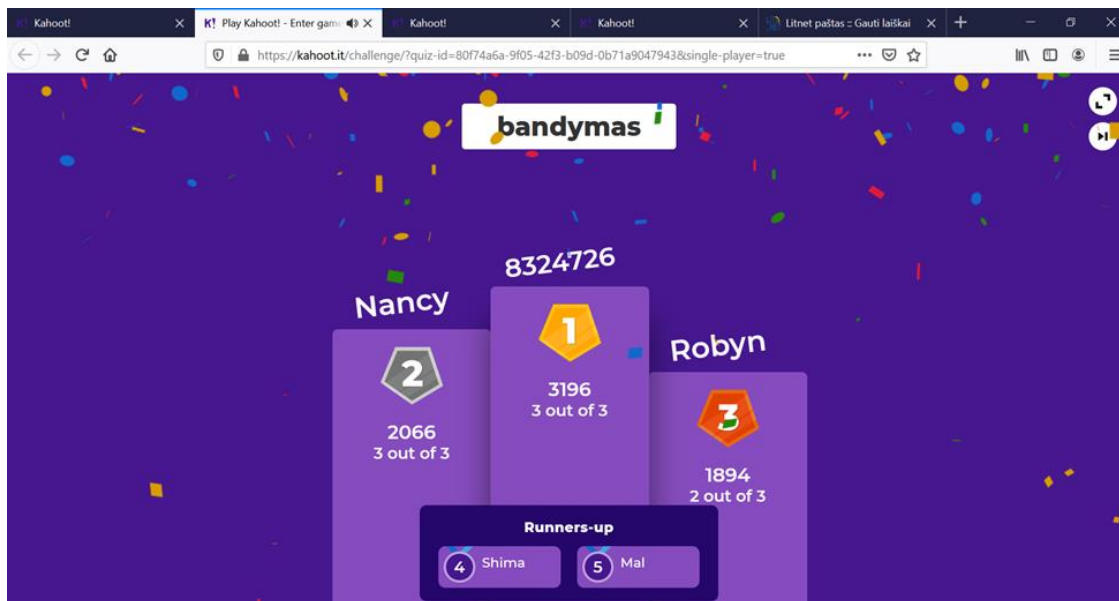 K! Kahoot!
K! Play Kahoot! - Enter game
Kahoot!
K! Kahoot!
Litnet paštas :: Gauti laiškai
https://kahoot.it/challenge/?quiz-id=80f74a6a-9f05-42f3-b09d-0b71a9047943&single-player=true
bandymas
8324726
1
3196
3 out of 3
Nancy
2
2066
3 out of 3
Robyn
3
1894
2 out of 3
Runners-up
4 Shima
5 Mal